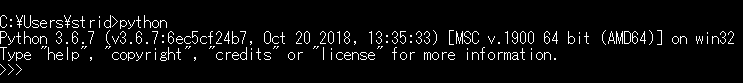 C:¥Users¥strid>python
Python 3.6.7 (v3.6.7:6ec5cf24b7, Oct 20 2018, 13:35:33) [MSC v.1900 64 bit (AMD64)] on win32
Type "help", "copyright", "credits" or "license" for more information.
>>>